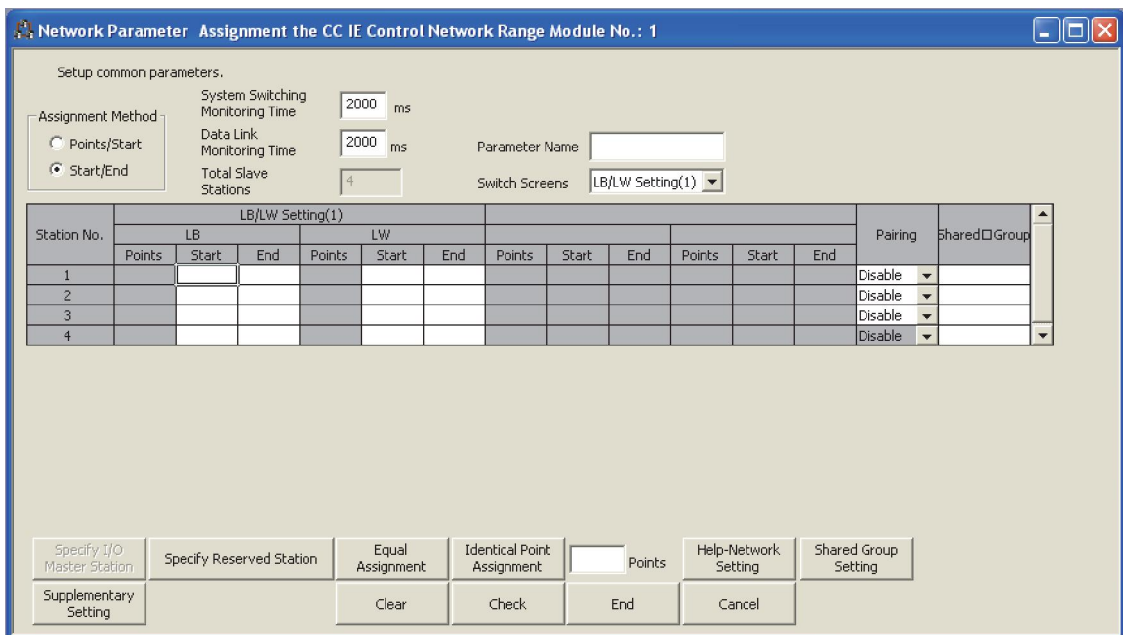 Network Parameter Assignment the CC IE Control Network Range Module No.: 1
Setup common parameters.
Assignment Method
Points/Start
Start/End
System Switching
Monitoring Time
2000 ms
Data Link
Monitoring Time
2000 ms
Total Slave
Stations
4
Parameter Name
Switch Screens LB/LW Setting(1)
Station No. LB/LW Setting(1) Pairing Shared□Group
LB LW
Points Start End Points Start End Points Start End Points Start End
1 Disable
2 Disable
3 Disable
4 Disable
Specify I/O
Master Station
Specify Reserved Station
Equal
Assignment
Identical Point
Assignment
Points
Help-Network
Setting
Shared Group
Setting
Supplementary
Setting
Clear
Check
End
Cancel